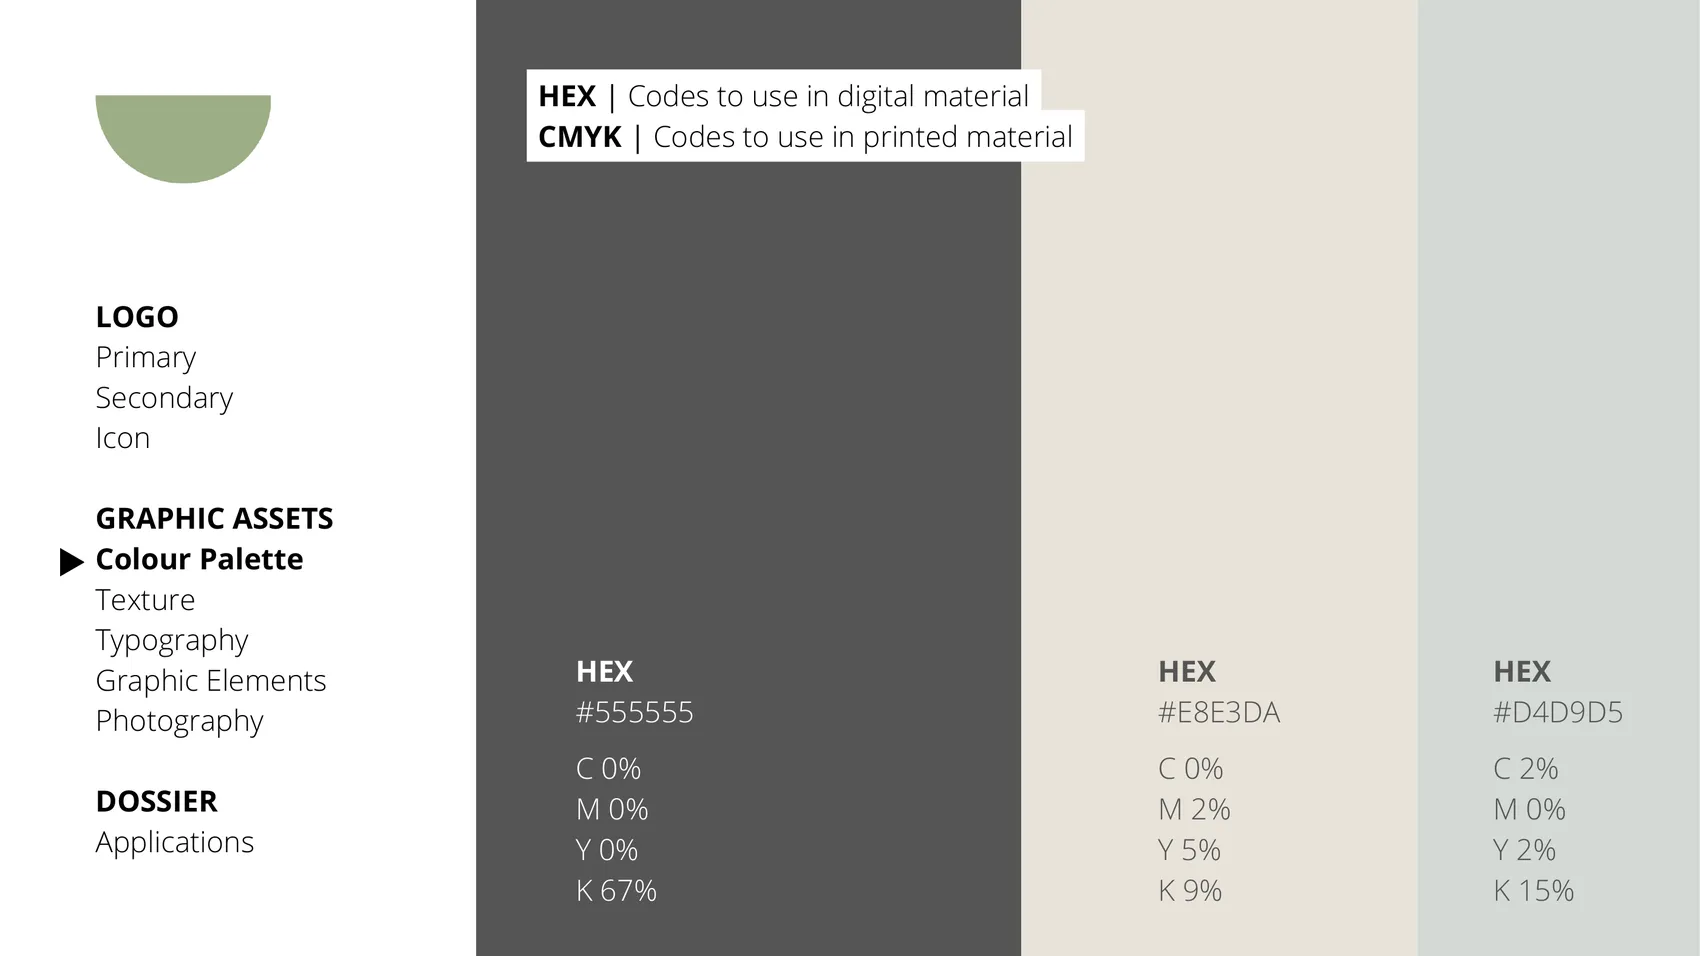 LOGO
Primary
Secondary
Icon
GRAPHIC ASSETS
Colour Palette
Texture
Typography
Graphic Elements
Photography
DOSSIER
Applications
HEX | Codes to use in digital material
CMYK | Codes to use in printed material
HEX
#555555
C 0%
M 0%
Y 0%
K 67%
HEX
#E8E3DA
C 0%
M 2%
Y 5%
K 9%
HEX
#D4D9D5
C 2%
M 0%
Y 2%
K 15%